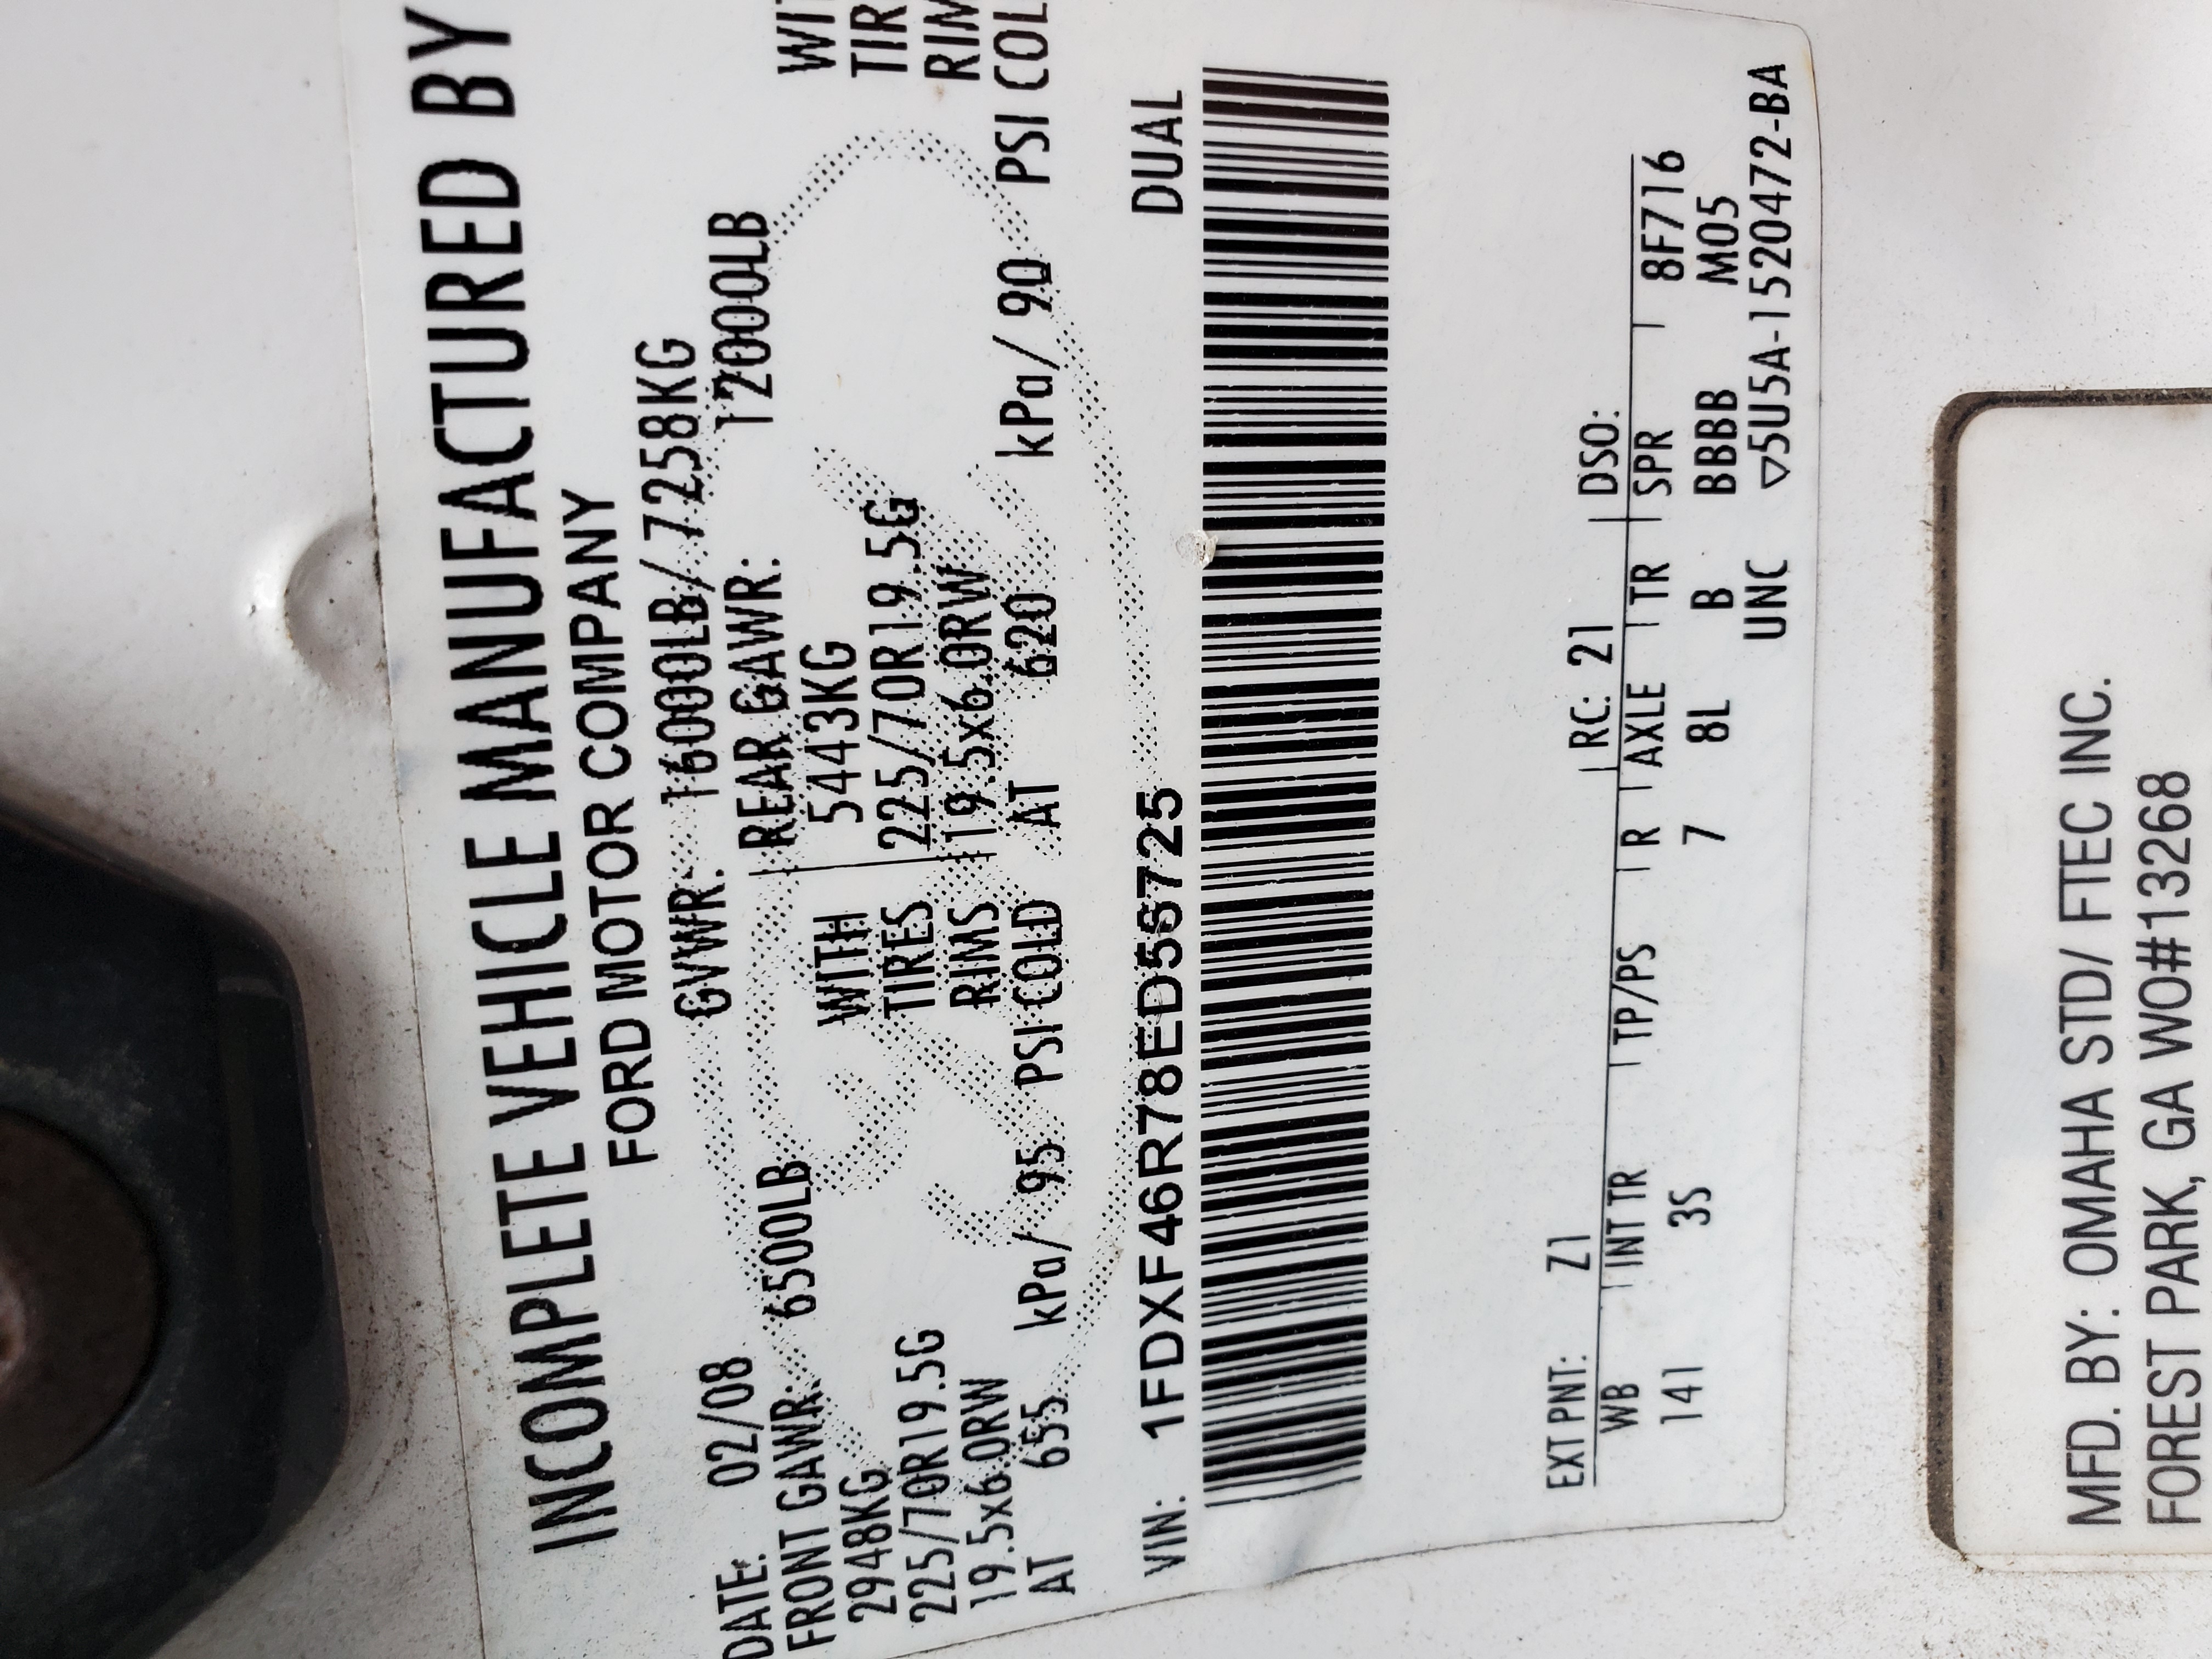 INCOMPLETE VEHICLE MANUFACTURED BY
FORD MOTOR COMPANY
DATE: 02/08 GVWR: 16000LB/7258KG
FRONT GAWR: 6500LB REAR GAWR: 12000LB
2948KG WITH 5443KG
225/70R19.5G TIRES 225/70R19.5G
19.5x6.0RW RIMS 19.5x6.0RW
AT 655 kPa/ 95 PSI COLD AT 620 kPa/ 90 PSI COL
VIN: 1FDXF46R78ED56725 DUAL
EXT PNT: Z1 RC: 21 DSO:
WB INT TR TP/PS R AXLE TR SPR 8F716
141 3S 7 8L B BBBB M05
UNC ▽5U5A-1520472-BA
MFD. BY: OMAHA STD/ FTEC INC.
FOREST PARK, GA WO#13268